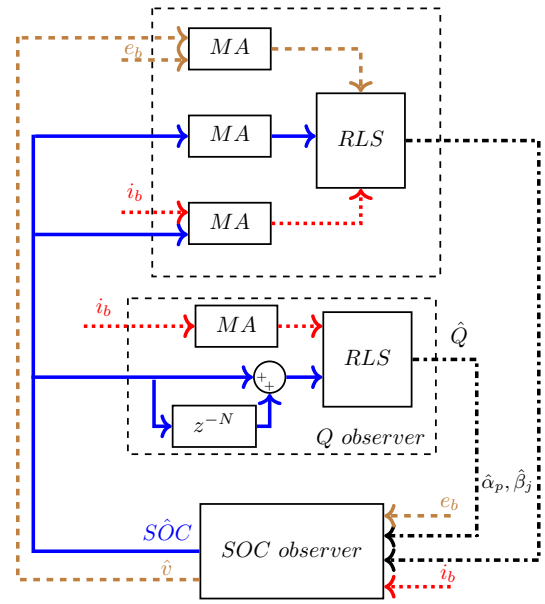 e_b
MA
MA
RLS
i_b
MA
i_b
MA
Q̂
RLS
+
+
z^{-N}
Q observer
α̂_p, β̂_j
e_b
SÔC
SOC observer
v̂
i_b